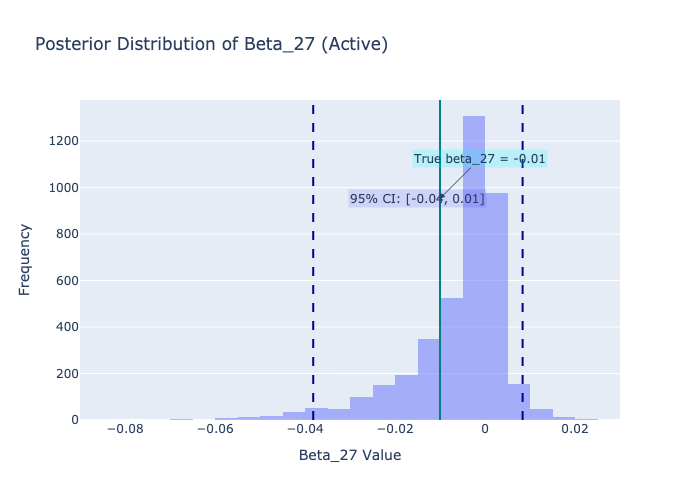 Posterior Distribution of Beta_27 (Active)
1200
1000
800
600
400
200
0
Frequency
True beta_27 = -0.01
95% CI: [-0.04, 0.01]
−0.08
−0.06
−0.04
−0.02
0
0.02
Beta_27 Value